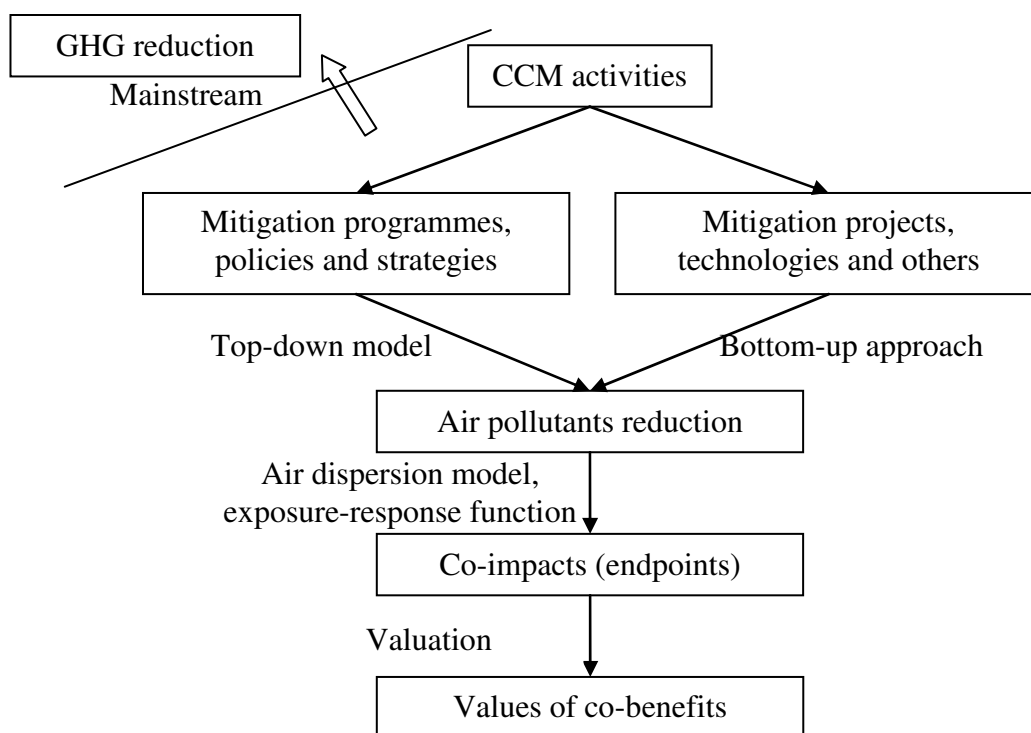 GHG reduction
Mainstream
CCM activities
Mitigation programmes,
policies and strategies
Mitigation projects,
technologies and others
Top-down model
Bottom-up approach
Air pollutants reduction
Air dispersion model,
exposure-response function
Co-impacts (endpoints)
Valuation
Values of co-benefits